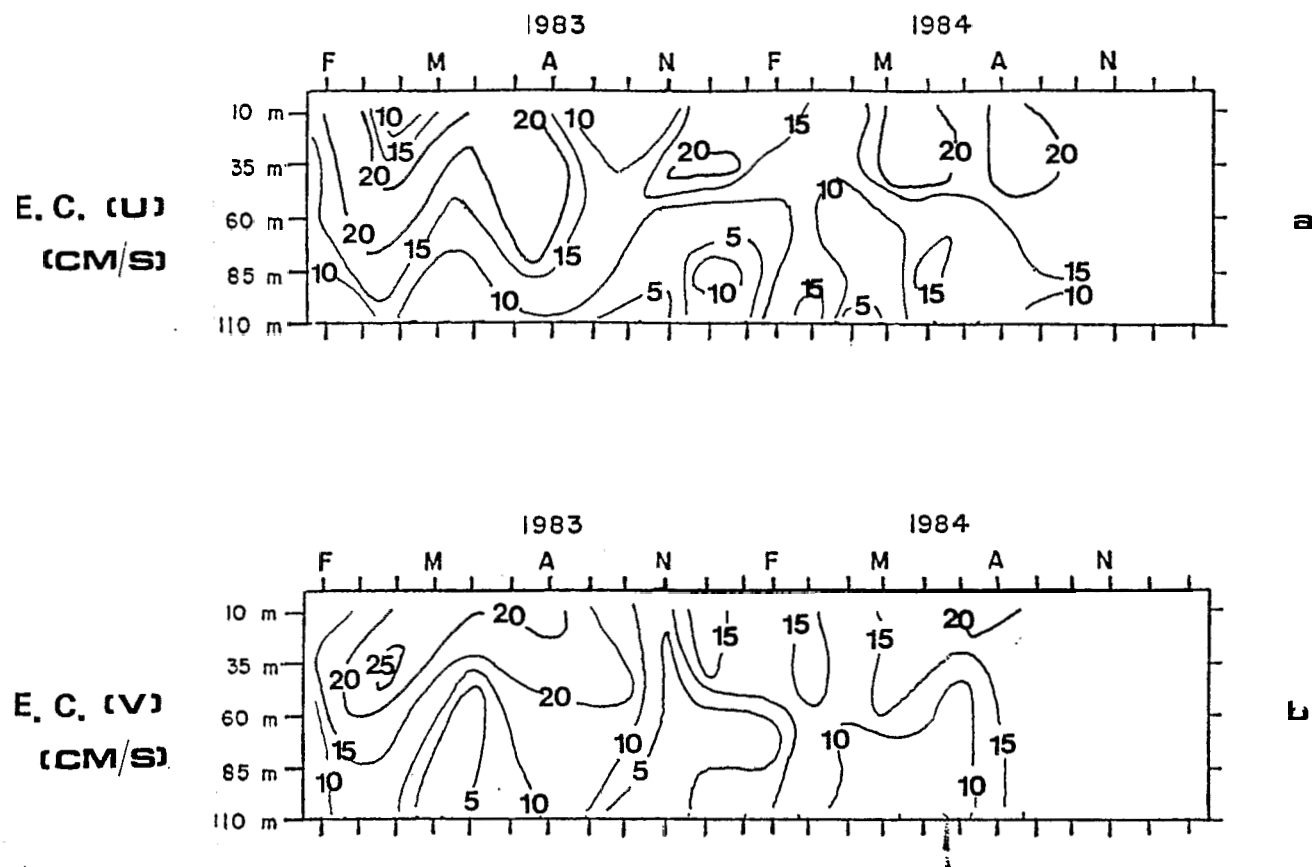 1983 1984
F M A N F M A N
10 m
35 m
60 m
85 m
110 m
E. C. (U)
(CM/S)
10 20 10 15
15 20 20 20
20 10
20 15 15 5 15
10 10 5 10 15 5 15 10
a
1983 1984
F M A N F M A N
10 m
35 m
60 m
85 m
110 m
E. C. (V)
(CM/S)
20 15 15 15 20
25
20 20
15 10 10 15
10 5 10 5 10